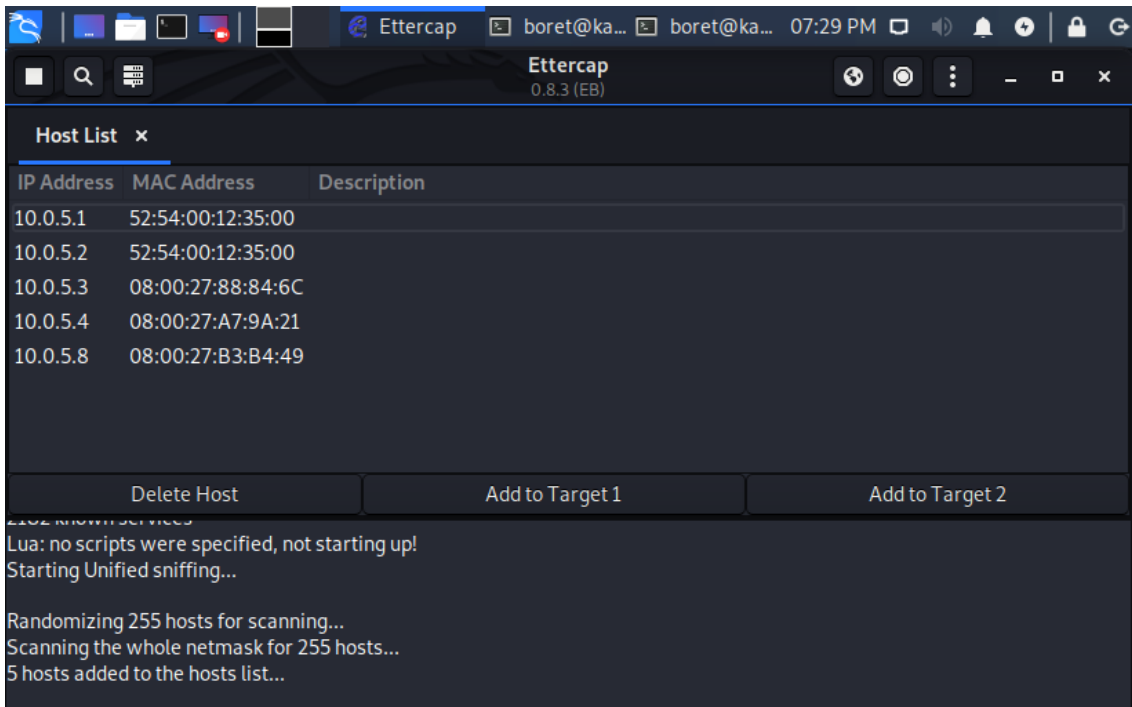 Ettercap boret@ka... boret@ka... 07:29 PM
Ettercap
0.8.3 (EB)
Host List ×
IP Address MAC Address Description
10.0.5.1 52:54:00:12:35:00
10.0.5.2 52:54:00:12:35:00
10.0.5.3 08:00:27:88:84:6C
10.0.5.4 08:00:27:A7:9A:21
10.0.5.8 08:00:27:B3:B4:49
Delete Host Add to Target 1 Add to Target 2
2182 known services
Lua: no scripts were specified, not starting up!
Starting Unified sniffing...
Randomizing 255 hosts for scanning...
Scanning the whole netmask for 255 hosts...
5 hosts added to the hosts list...